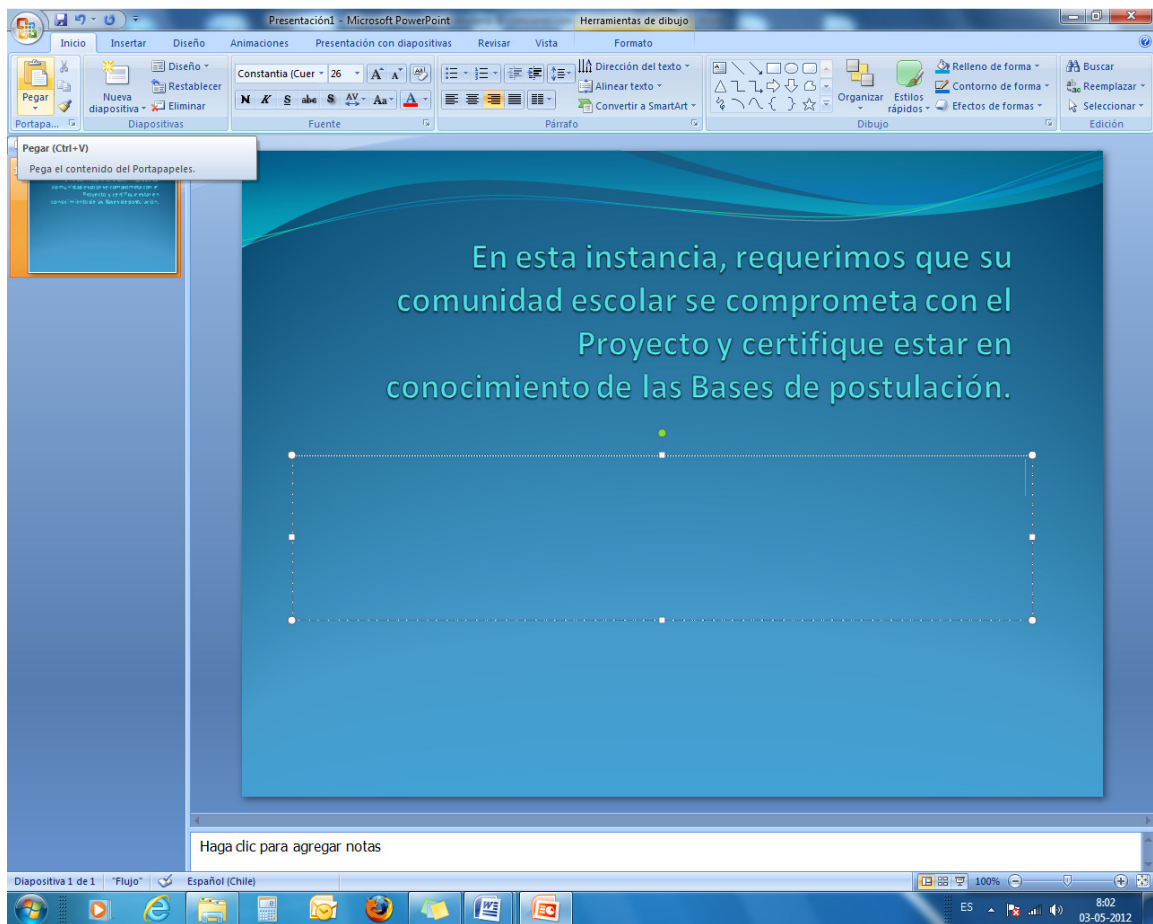 Presentación1 - Microsoft PowerPoint
Herramientas de dibujo
Inicio Insertar Diseño Animaciones Presentación con diapositivas Revisar Vista Formato
Pegar
Portapa...
Nueva diapositiva
Diseño
Restablecer
Eliminar
Diapositivas
Constantia (Cuer 26
N K S abc S AV Aa A
Fuente
Dirección del texto
Alinear texto
Convertir a SmartArt
Párrafo
Organizar
Estilos rápidos
Relleno de forma
Contorno de forma
Efectos de formas
Dibujo
Buscar
Reemplazar
Seleccionar
Edición
Pegar (Ctrl+V)
Pega el contenido del Portapapeles.
En esta instancia, requerimos que su
comunidad escolar se comprometa con el
Proyecto y certifique estar en
conocimiento de las Bases de postulación.
Haga clic para agregar notas
Diapositiva 1 de 1 "Flujo" Español (Chile) 100%
ES 8:02
03-05-2012